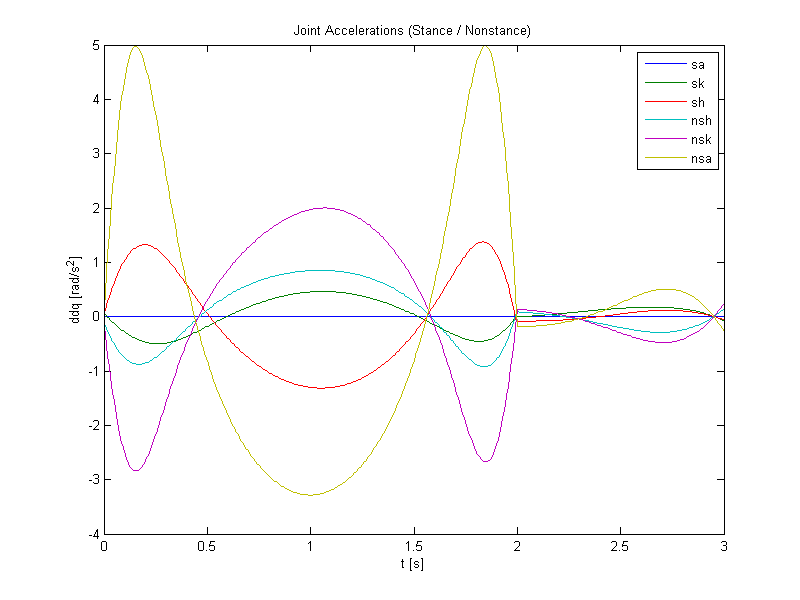 Joint Accelerations (Stance / Nonstance)
5
4
3
2
1
0
-1
-2
-3
-4
ddq [rad/s²]
sa
sk
sh
nsh
nsk
nsa
0
0.5
1
1.5
2
2.5
3
t [s]